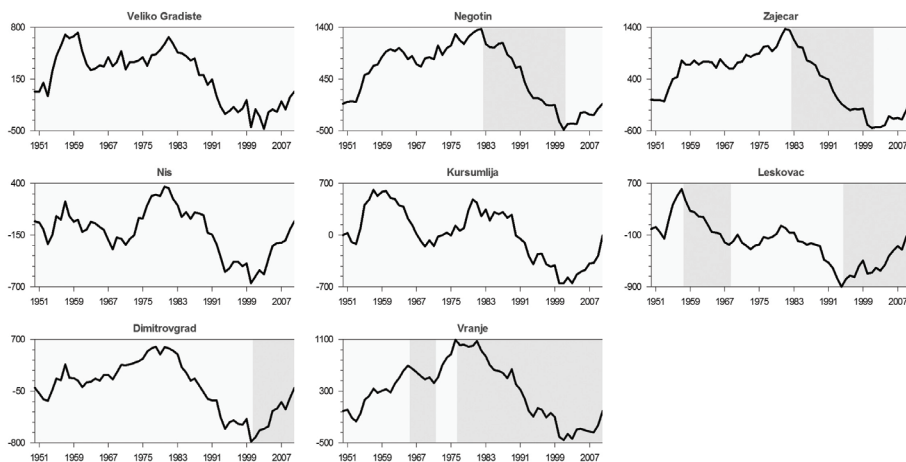 Veliko Gradiste Negotin Zajecar
800 1400 1400
150 400 400
-500 -500 -600
1951 1959 1967 1975 1983 1991 1999 2007 1951 1959 1967 1975 1983 1991 1999 2007 1951 1959 1967 1975 1983 1991 1999 2007
Nis Kursumlija Leskovac
400 700 700
-150 0 -100
-700 -700 -900
1951 1959 1967 1975 1983 1991 1999 2007 1951 1959 1967 1975 1983 1991 1999 2007 1951 1959 1967 1975 1983 1991 1999 2007
Dimitrovgrad Vranje
700 1100
-50 300
-800 -500
1951 1959 1967 1975 1983 1991 1999 2007 1951 1959 1967 1975 1983 1991 1999 2007